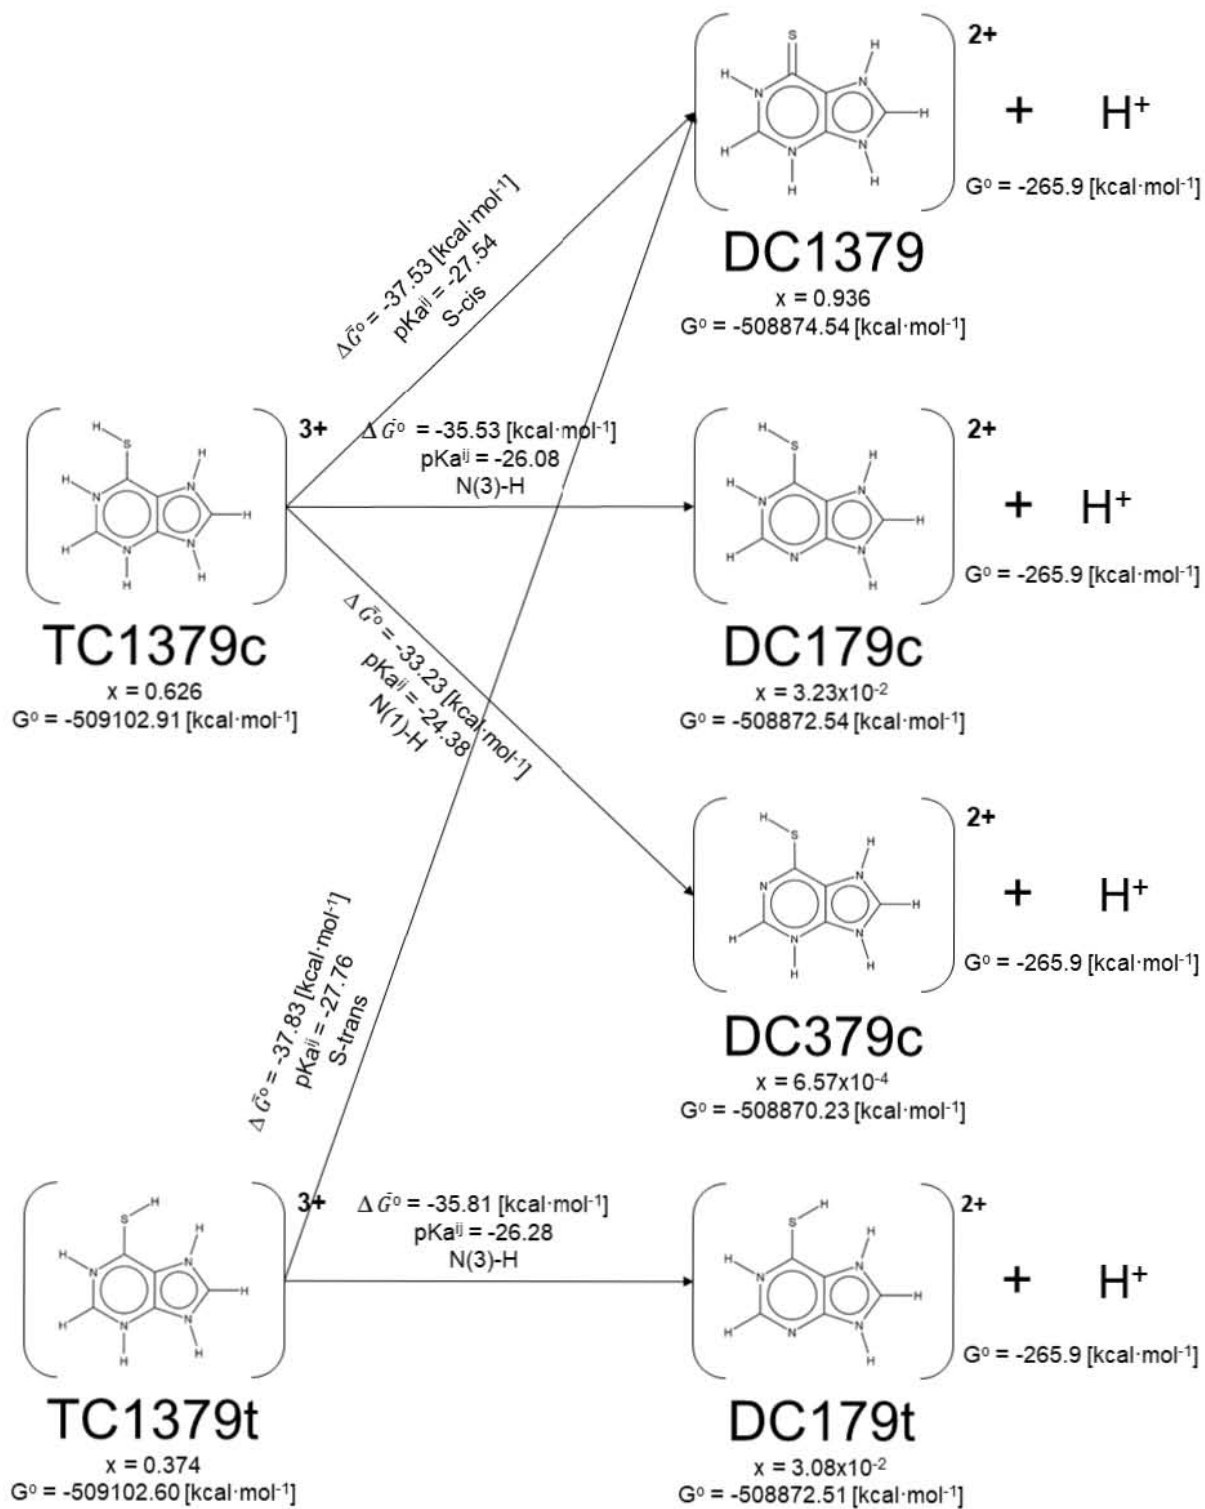 2+
S
H
H
N
N
H
H
N
N
H
H
+ H⁺
G⁰ = -265.9 [kcal·mol⁻¹]
DC1379
x = 0.936
G⁰ = -508874.54 [kcal·mol⁻¹]
ΔḠ⁰ = -37.53 [kcal·mol⁻¹]
pKaⁱʲ = -27.54
S-cis
3+
H
S
H
H
N
N
H
H
N
N
H
H
TC1379c
x = 0.626
G⁰ = -509102.91 [kcal·mol⁻¹]
ΔḠ⁰ = -35.53 [kcal·mol⁻¹]
pKaⁱʲ = -26.08
N(3)-H
2+
H
S
H
H
N
N
H
H
N
N
H
+ H⁺
G⁰ = -265.9 [kcal·mol⁻¹]
DC179c
x = 3.23x10⁻²
G⁰ = -508872.54 [kcal·mol⁻¹]
ΔḠ⁰ = -33.23 [kcal·mol⁻¹]
pKaⁱʲ = -24.38
N(1)-H
2+
H
S
H
N
N
H
H
N
N
H
H
+ H⁺
G⁰ = -265.9 [kcal·mol⁻¹]
DC379c
x = 6.57x10⁻⁴
G⁰ = -508870.23 [kcal·mol⁻¹]
ΔḠ⁰ = -37.83 [kcal·mol⁻¹]
pKaⁱʲ = -27.76
S-trans
3+
H
S
H
H
N
N
H
H
N
N
H
H
TC1379t
x = 0.374
G⁰ = -509102.60 [kcal·mol⁻¹]
ΔḠ⁰ = -35.81 [kcal·mol⁻¹]
pKaⁱʲ = -26.28
N(3)-H
2+
H
S
H
H
N
N
H
H
N
N
H
+ H⁺
G⁰ = -265.9 [kcal·mol⁻¹]
DC179t
x = 3.08x10⁻²
G⁰ = -508872.51 [kcal·mol⁻¹]